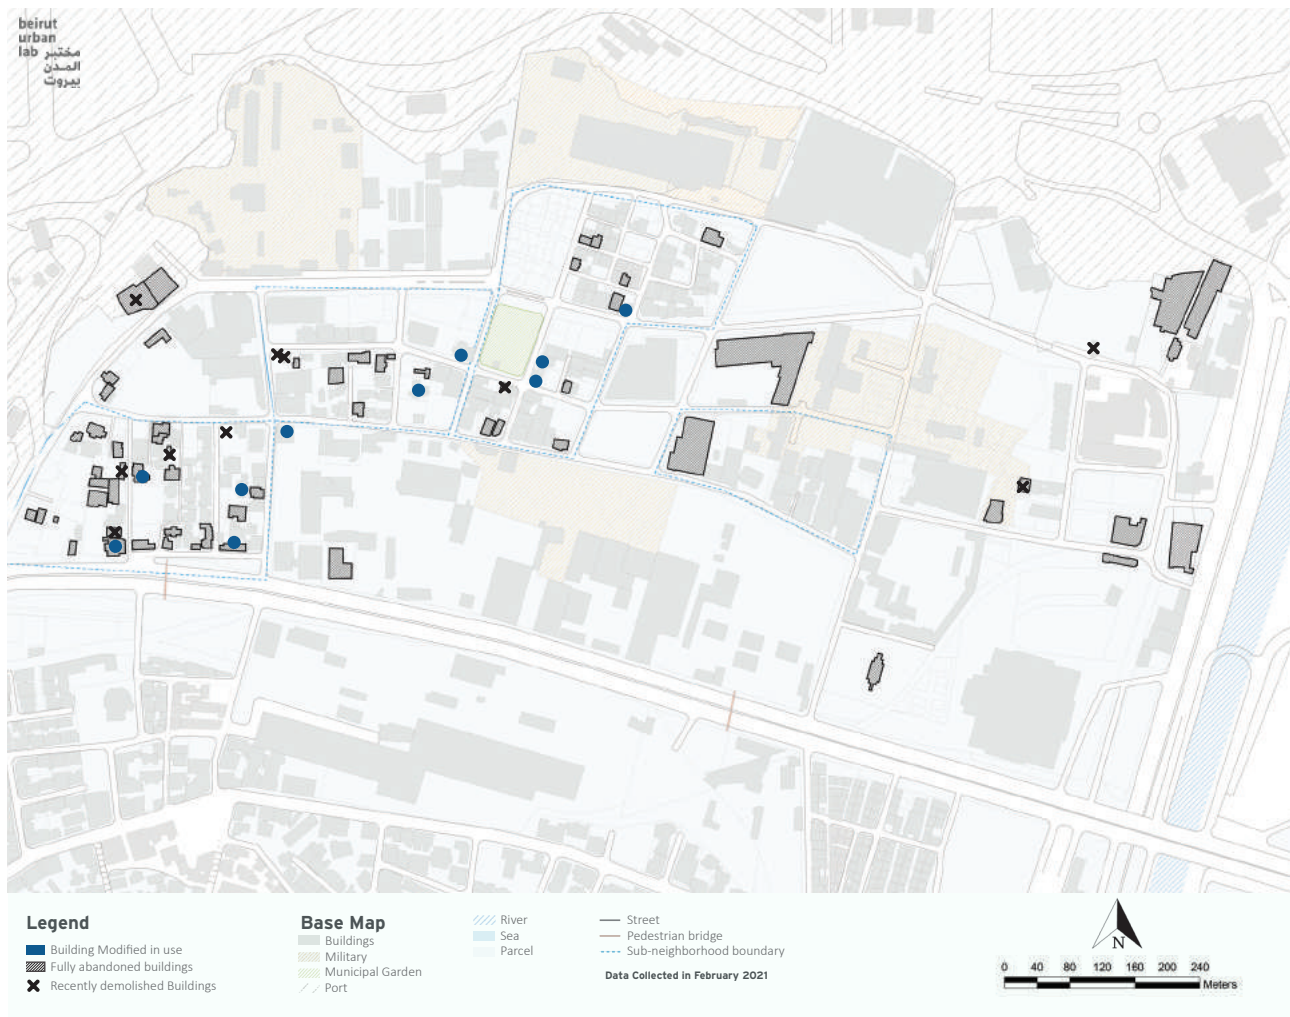 beirut
urban
lab مختبر
المدن
بيروت
Legend
Building Modified in use
Fully abandoned buildings
Recently demolished Buildings
Base Map
Buildings
Military
Municipal Garden
Port
River
Sea
Parcel
Street
Pedestrian bridge
Sub-neighborhood boundary
Data Collected in February 2021
N
0 40 80 120 160 200 240
Meters